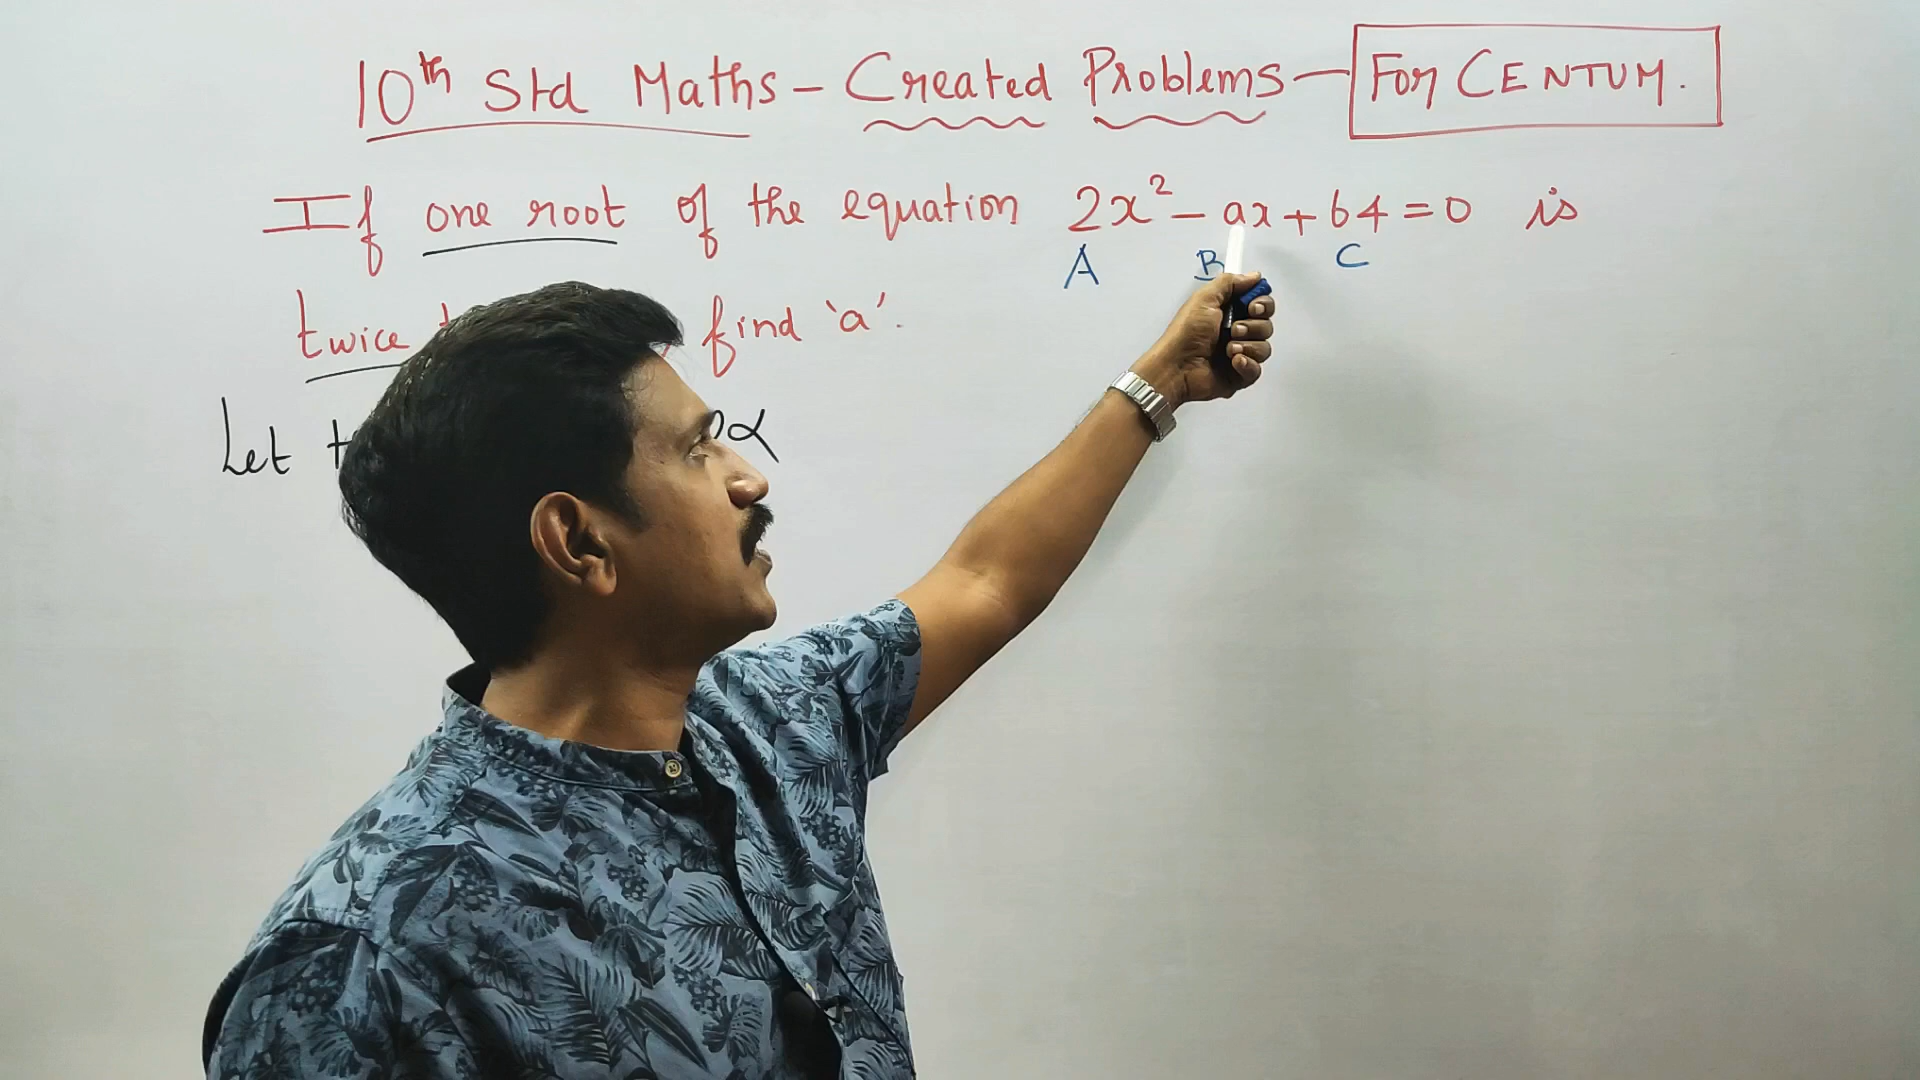 10th Std Maths - Created Problems - For CENTUM.
If one root of the equation 2x² - ax + 64 = 0 is
A B C
twice find 'a'.
Let α